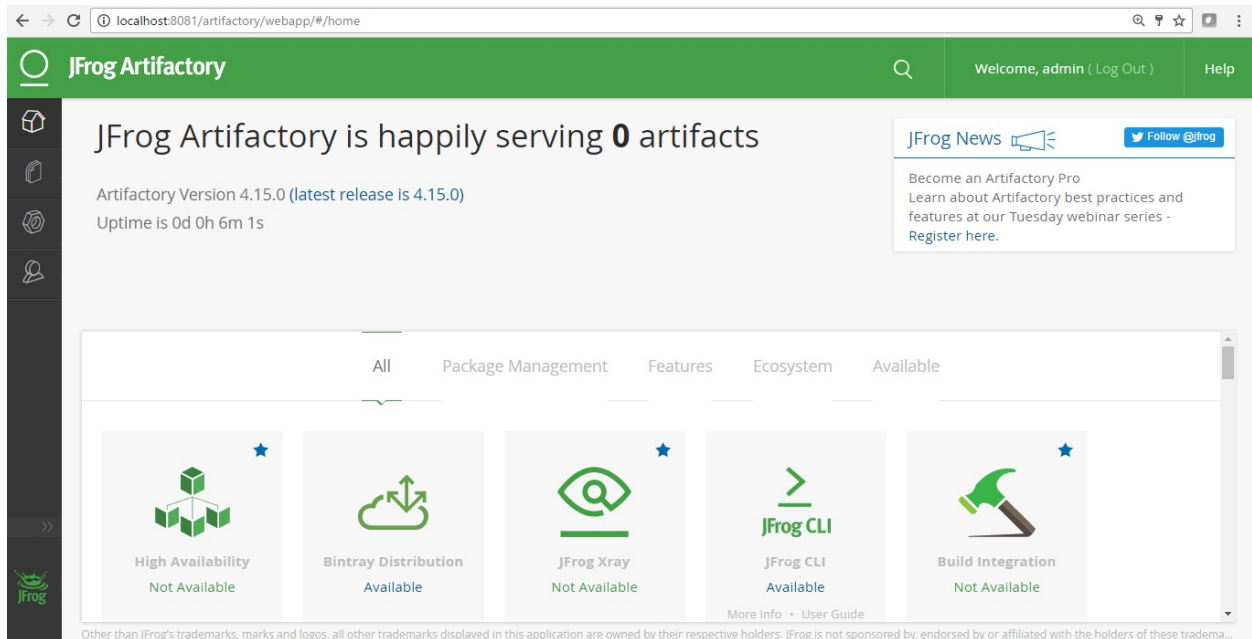 localhost:8081/artifactory/webapp/#/home
JFrog Artifactory
Welcome, admin ( Log Out )
Help
JFrog Artifactory is happily serving 0 artifacts
Artifactory Version 4.15.0 (latest release is 4.15.0)
Uptime is 0d 0h 6m 1s
JFrog News
Follow @jfrog
Become an Artifactory Pro
Learn about Artifactory best practices and
features at our Tuesday webinar series -
Register here.
All
Package Management
Features
Ecosystem
Available
JFrog CLI
High Availability
Bintray Distribution
JFrog Xray
JFrog CLI
Build Integration
Not Available
Available
Not Available
Available
Not Available
More Info • User Guide
JFrog
Other than JFrog's trademarks, marks and logos, all other trademarks displayed in this application are owned by their respective holders. JFrog is not sponsored by, endorsed by or affiliated with the holders of these tradema...